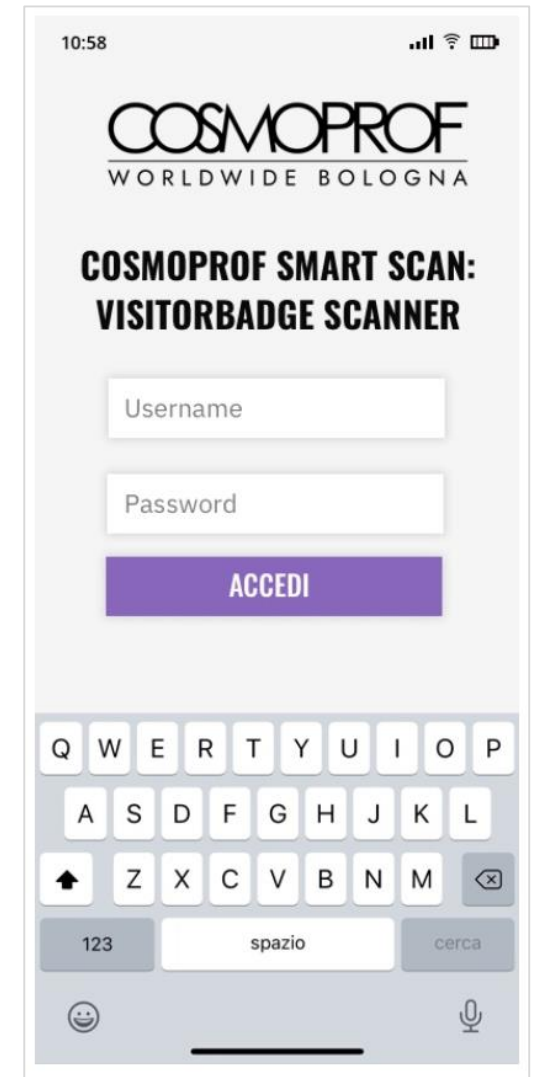 10:58
COSMOPROF
WORLDWIDE BOLOGNA
COSMOPROF SMART SCAN:
VISITORBADGE SCANNER
Username
Password
ACCEDI
Q W E R T Y U I O P
A S D F G H J K L
Z X C V B N M
123 spazio cerca